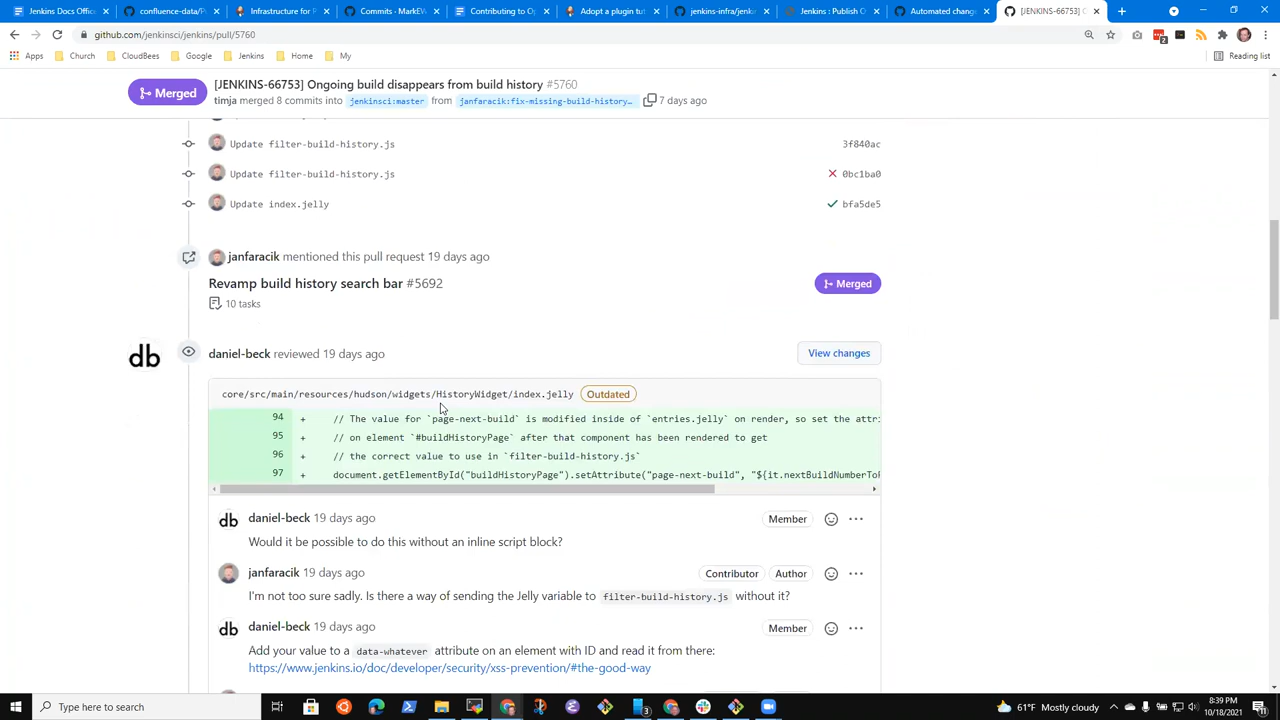 Jenkins Docs Offic
confluence-data/Pu
Infrastructure for R
Commits · MarkEW
Contributing to Op
Adopt a plugin tut
jenkins-infra/jenkin
Jenkins : Publish O
Automated change
[JENKINS-66753] O
github.com/jenkinsci/jenkins/pull/5760
Apps
Church
CloudBees
Google
Jenkins
Home
My
Reading list
Merged
[JENKINS-66753] Ongoing build disappears from build history #5760
timja merged 8 commits into jenkinsci:master from janfaracik:fix-missing-build-history… 7 days ago
Update filter-build-history.js 3f840ac
Update filter-build-history.js 0bc1ba0
Update index.jelly bfa5de5
janfaracik mentioned this pull request 19 days ago
Revamp build history search bar #5692
Merged
10 tasks
db
daniel-beck reviewed 19 days ago
View changes
core/src/main/resources/hudson/widgets/HistoryWidget/index.jelly Outdated
94 + // The value for `page-next-build` is modified inside of `entries.jelly` on render, so set the attri
95 + // on element `#buildHistoryPage` after that component has been rendered to get
96 + // the correct value to use in `filter-build-history.js`
97 + document.getElementById("buildHistoryPage").setAttribute("page-next-build", "${it.nextBuildNumberToF
db daniel-beck 19 days ago Member
Would it be possible to do this without an inline script block?
janfaracik 19 days ago Contributor Author
I'm not too sure sadly. Is there a way of sending the Jelly variable to filter-build-history.js without it?
db daniel-beck 19 days ago Member
Add your value to a data-whatever attribute on an element with ID and read it from there:
https://www.jenkins.io/doc/developer/security/xss-prevention/#the-good-way
Type here to search
61°F Mostly cloudy
8:39 PM
10/18/2021